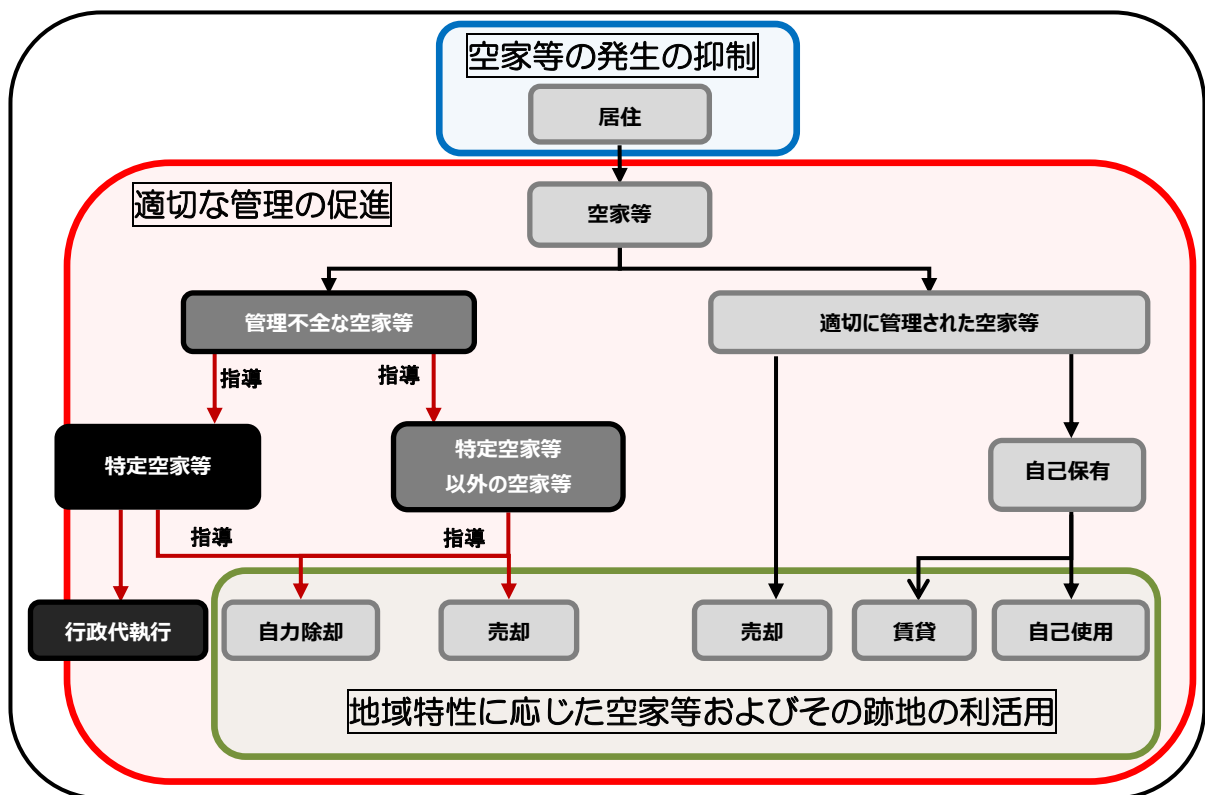 空家等の発生の抑制
居住
適切な管理の促進
空家等
管理不全な空家等
適切に管理された空家等
指導
指導
特定空家等
特定空家等
以外の空家等
自己保有
指導
指導
行政代執行
自力除却
売却
売却
賃貸
自己使用
地域特性に応じた空家等およびその跡地の利活用